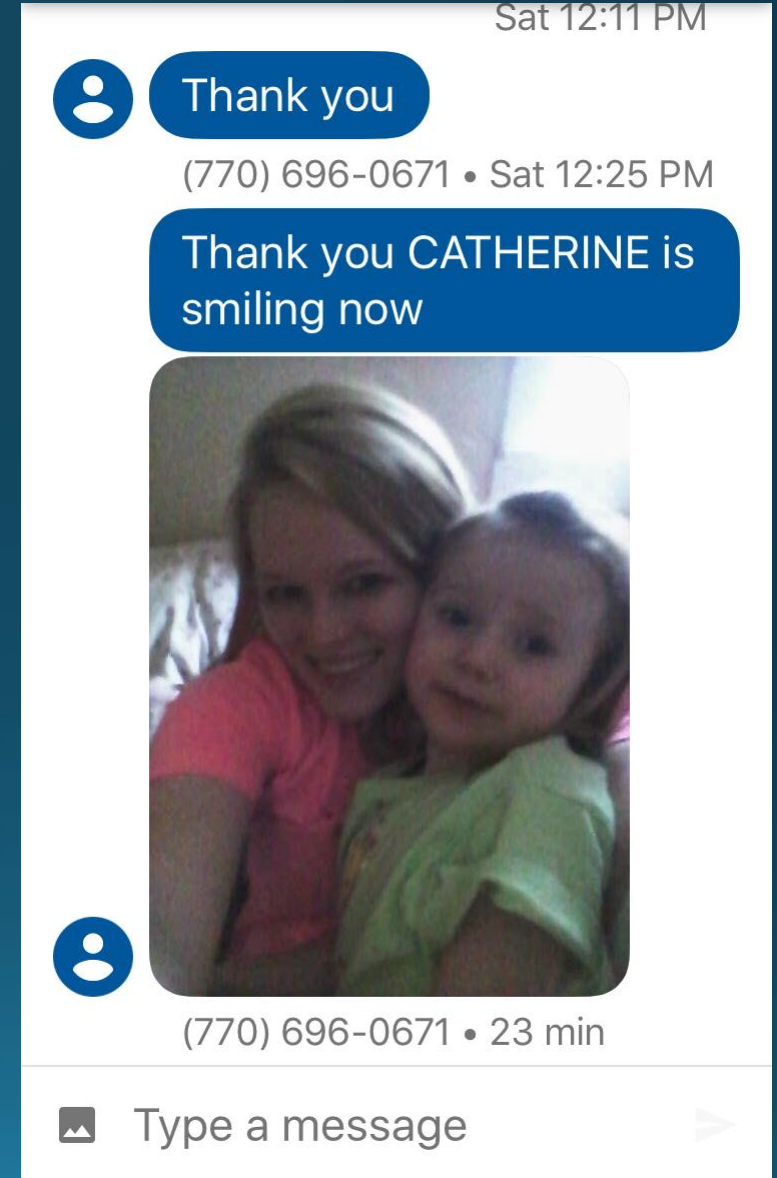 Sat 12:11 PM
Thank you
(770) 696-0671 • Sat 12:25 PM
Thank you CATHERINE is
smiling now
(770) 696-0671 • 23 min
Type a message